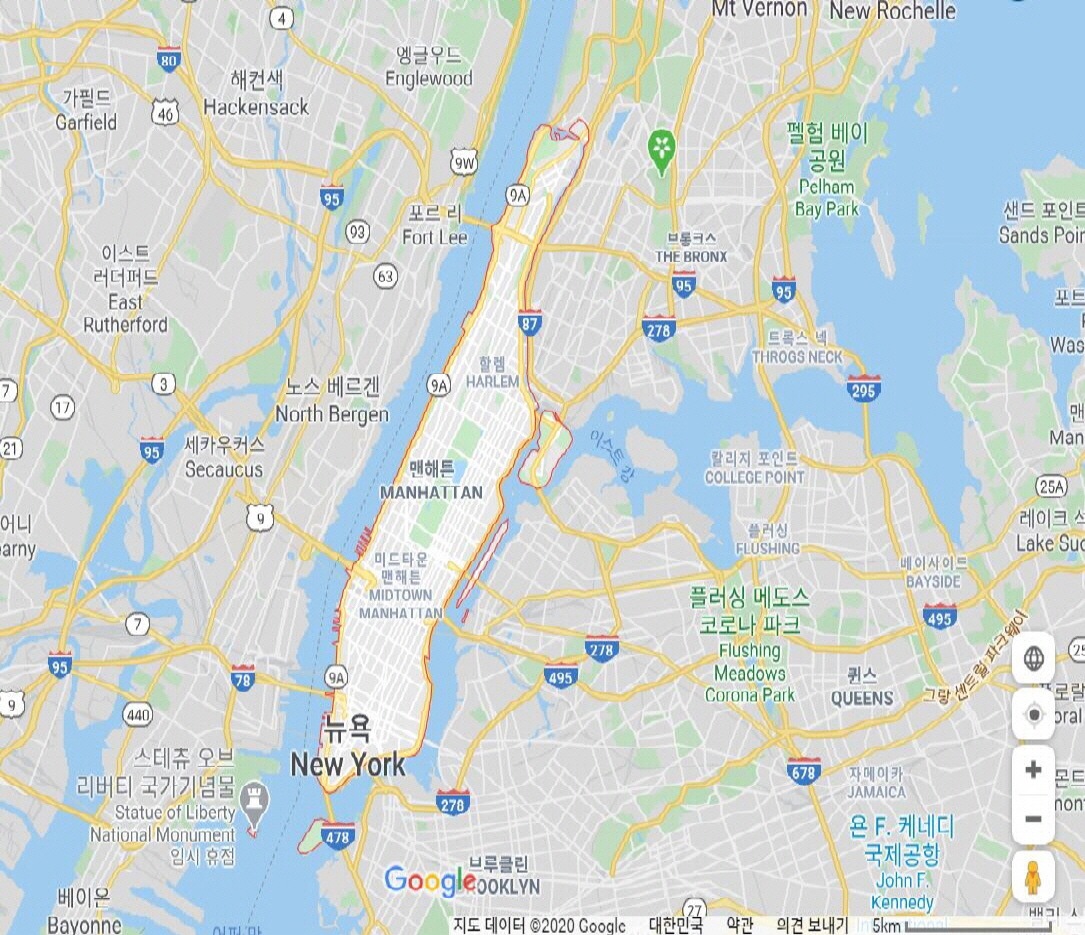 Mt Vernon
New Rochelle
4
80
엥글우드
Englewood
해컨색
Hackensack
가필드
Garfield
46
9W
펠험 베이
공원
Pelham
Bay Park
95
9A
샌드 포인트
Sands Poin
포르 리
Fort Lee
93
브롱크스
THE BRONX
이스트
러더퍼드
East
Rutherford
63
95
95
278
87
트록스 넥
THROGS NECK
할렘
HARLEM
3
9A
노스 베르겐
North Bergen
295
7
17
95
21
세카우커스
Secaucus
이스트 강
맨해튼
MANHATTAN
칼리지 포인트
COLLEGE POINT
25A
9
플러싱
FLUSHING
레이크 석
Lake Suc
어니
earny
미드타운
맨해튼
MIDTOWN
MANHATTAN
베이사이드
BAYSIDE
플러싱 메도스
코로나 파크
Flushing
Meadows
Corona Park
495
7
278
495
95
78
9A
퀸스
QUEENS
그랑 센트럴 파크웨이
9
440
뉴욕
New York
스테츄 오브
리버티 국가기념물
Statue of Liberty
National Monument
임시 휴점
278
478
678
자메이카
JAMAICA
존 F. 케네디
국제공항
John F.
Kennedy
브루클린
OOKLYN
Google
베이온
Bayonne
27
지도 데이터 ©2020 Google 대한민국 약관 의견 보내기 5km